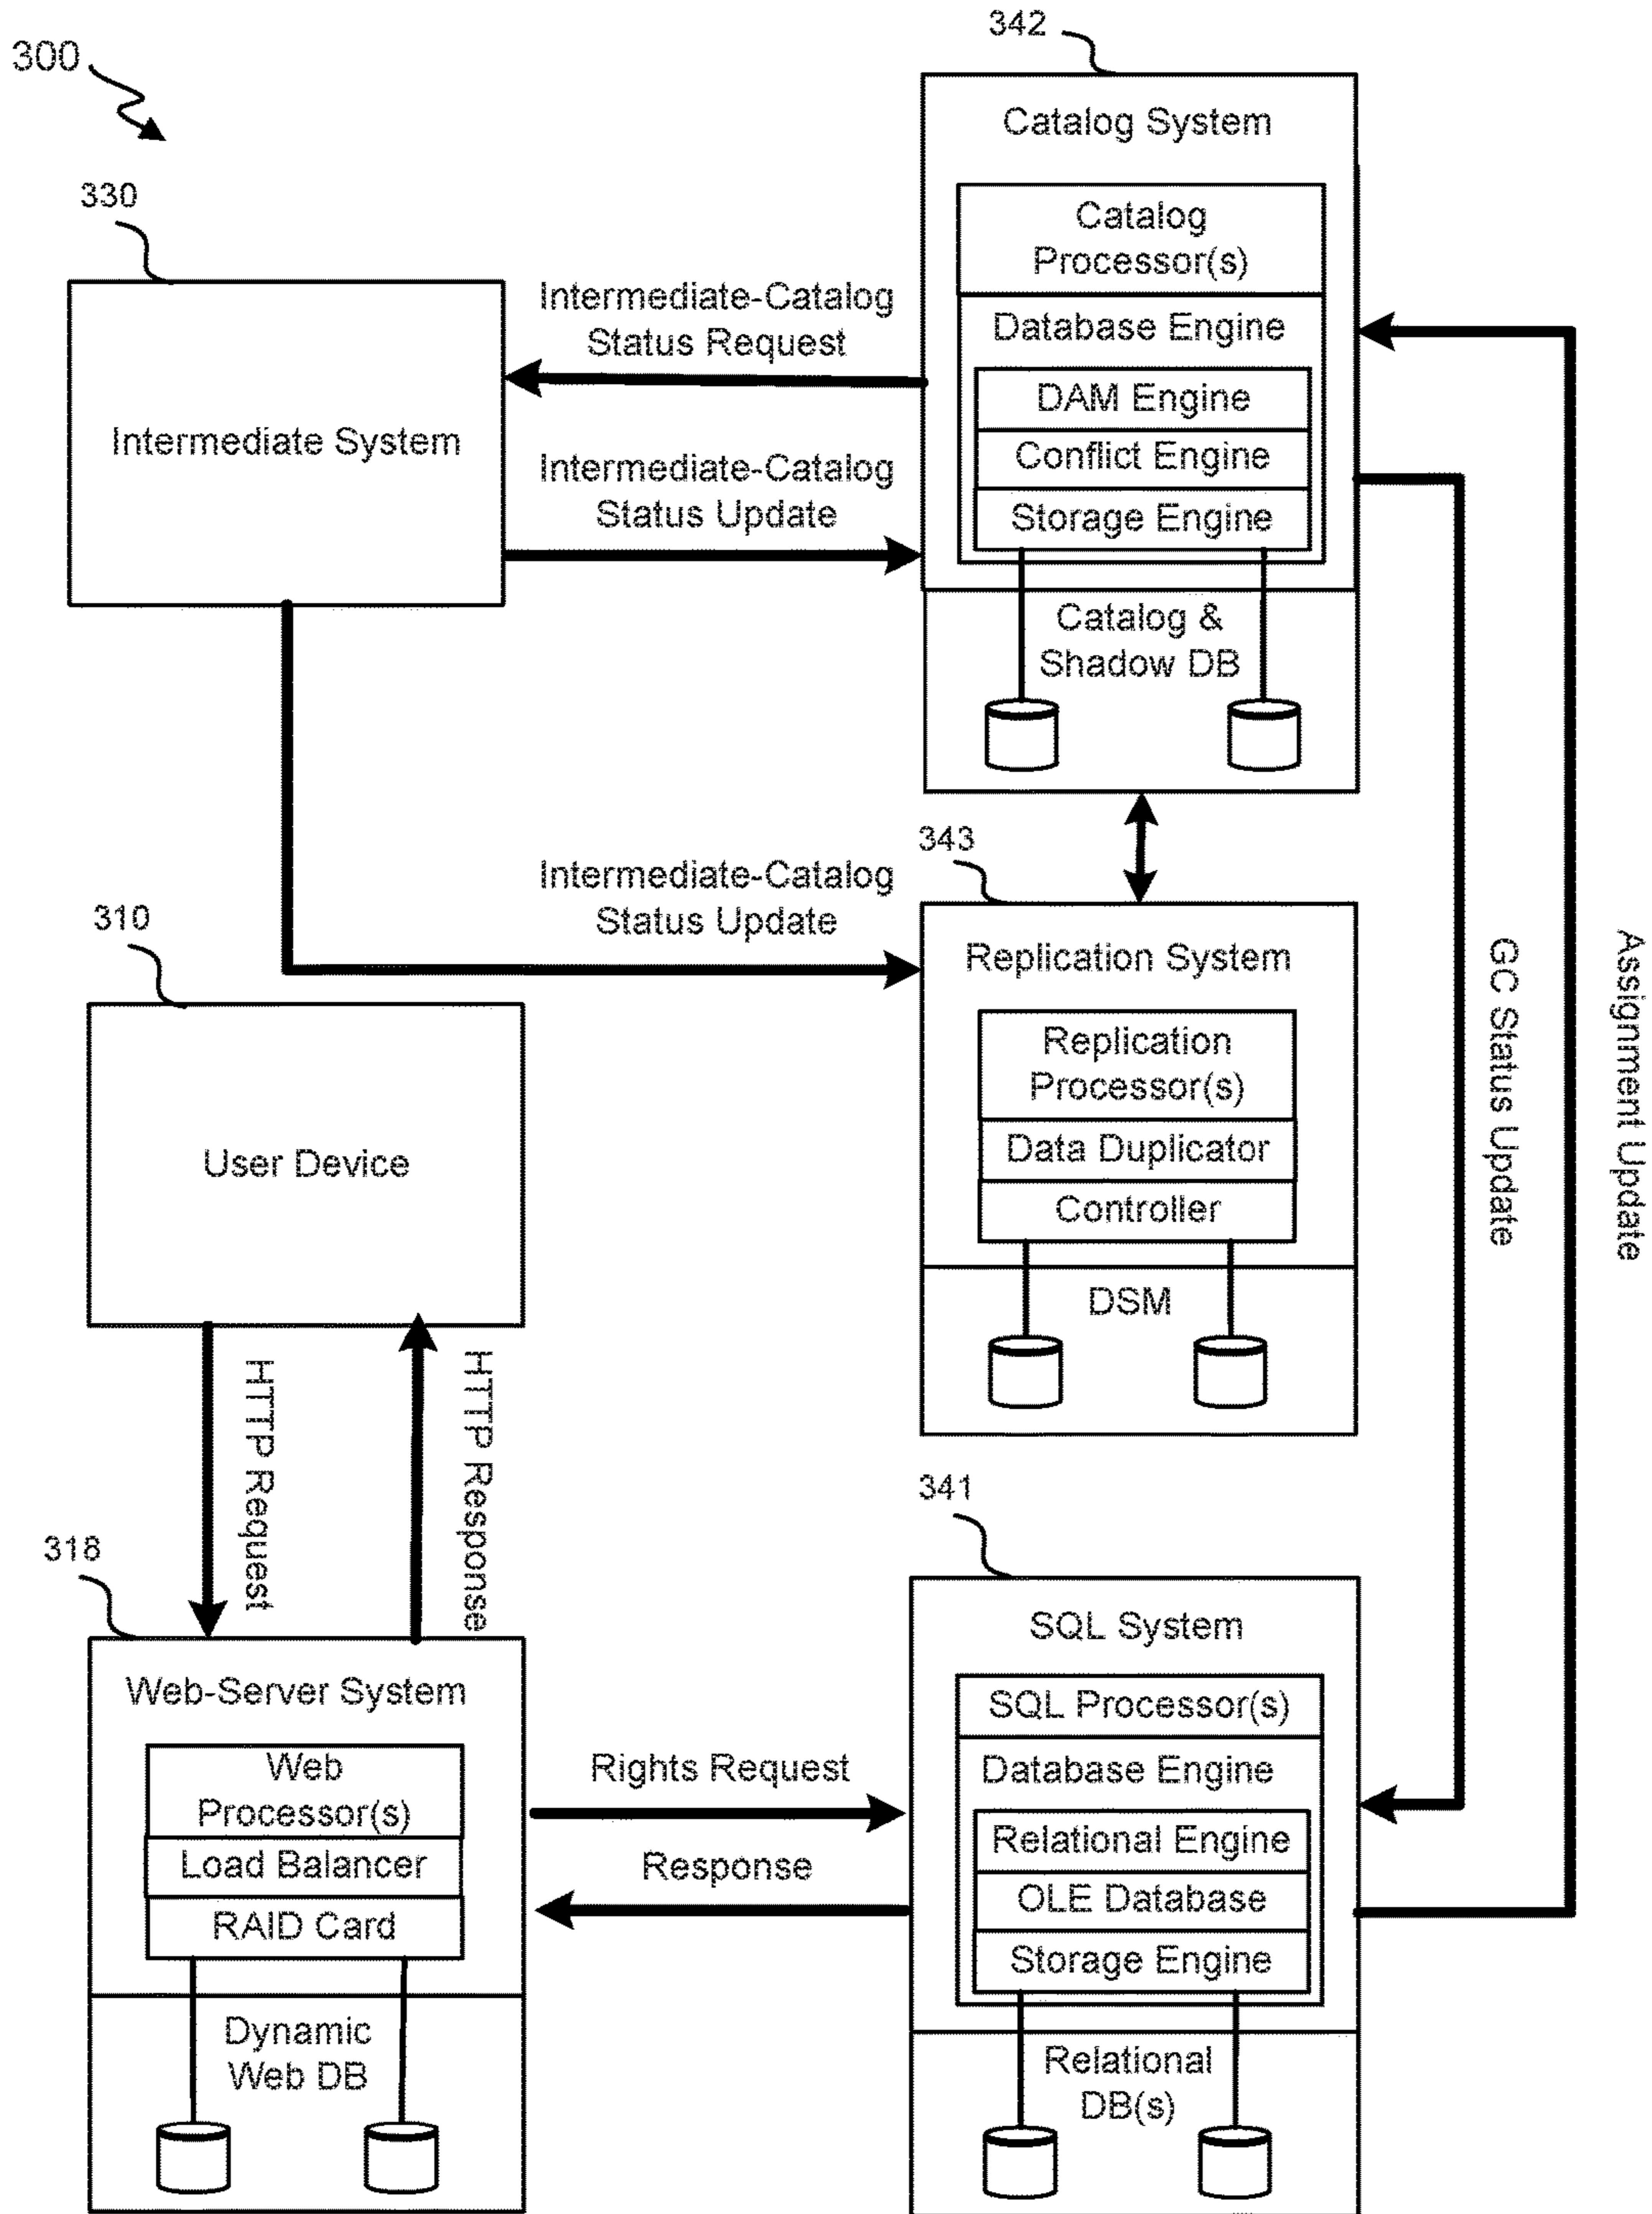 300
342
Catalog System
Catalog
Processor(s)
Database Engine
DAM Engine
Conflict Engine
Storage Engine
Catalog &
Shadow DB
330
Intermediate System
Intermediate-Catalog
Status Request
Intermediate-Catalog
Status Update
Intermediate-Catalog
Status Update
343
Replication System
Replication
Processor(s)
Data Duplicator
Controller
DSM
GC Status Update
Assignment Update
310
User Device
HTTP Request
HTTP Response
318
Web-Server System
Web
Processor(s)
Load Balancer
RAID Card
Dynamic
Web DB
Rights Request
Response
341
SQL System
SQL Processor(s)
Database Engine
Relational Engine
OLE Database
Storage Engine
Relational
DB(s)